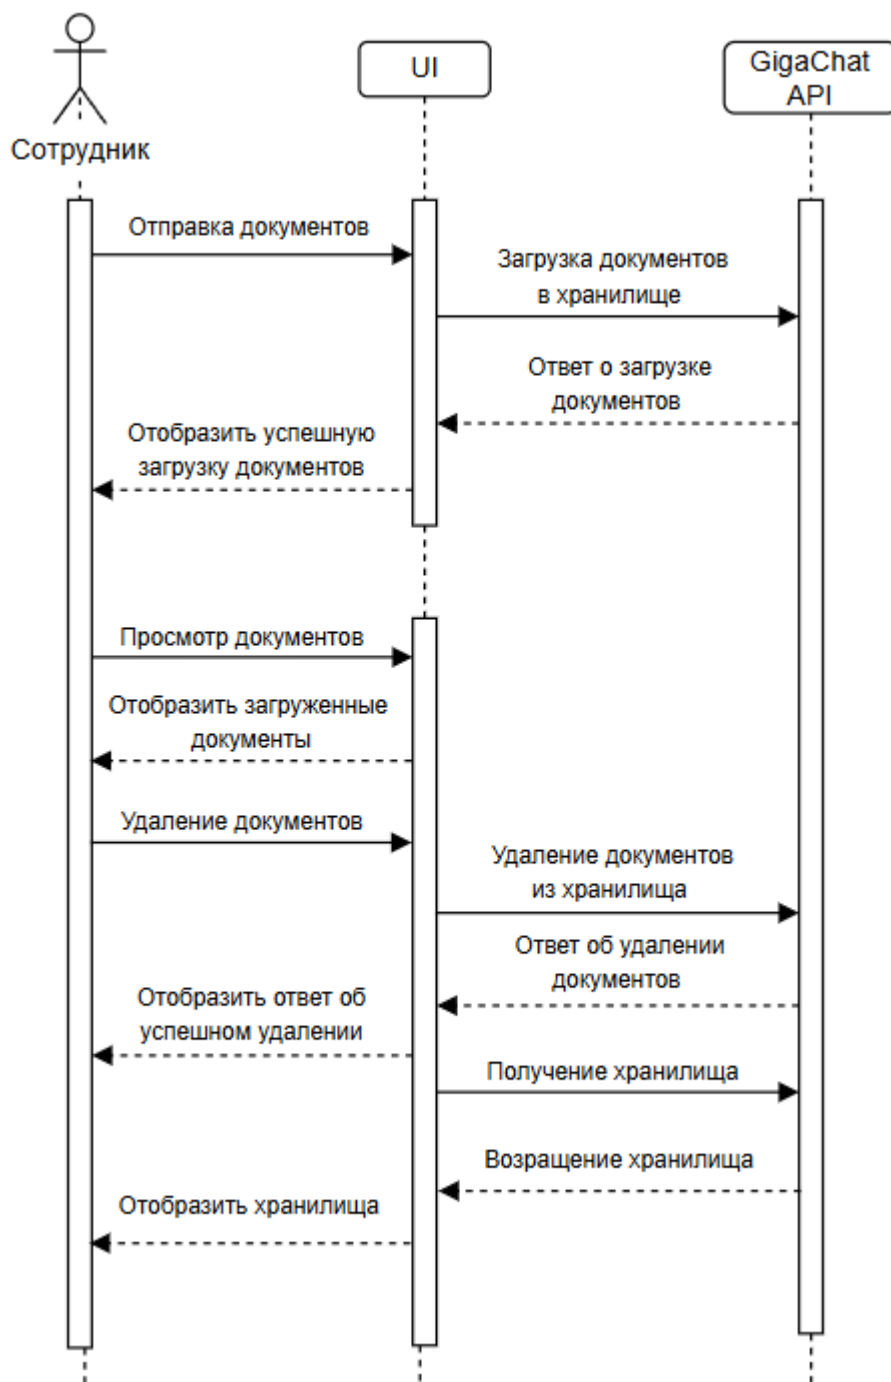 UI
GigaChat
API
Сотрудник
Отправка документов
Загрузка документов
в хранилище
Ответ о загрузке
документов
Отобразить успешную
загрузку документов
Просмотр документов
Отобразить загруженные
документы
Удаление документов
Удаление документов
из хранилища
Ответ об удалении
документов
Отобразить ответ об
успешном удалении
Получение хранилища
Возращение хранилища
Отобразить хранилища